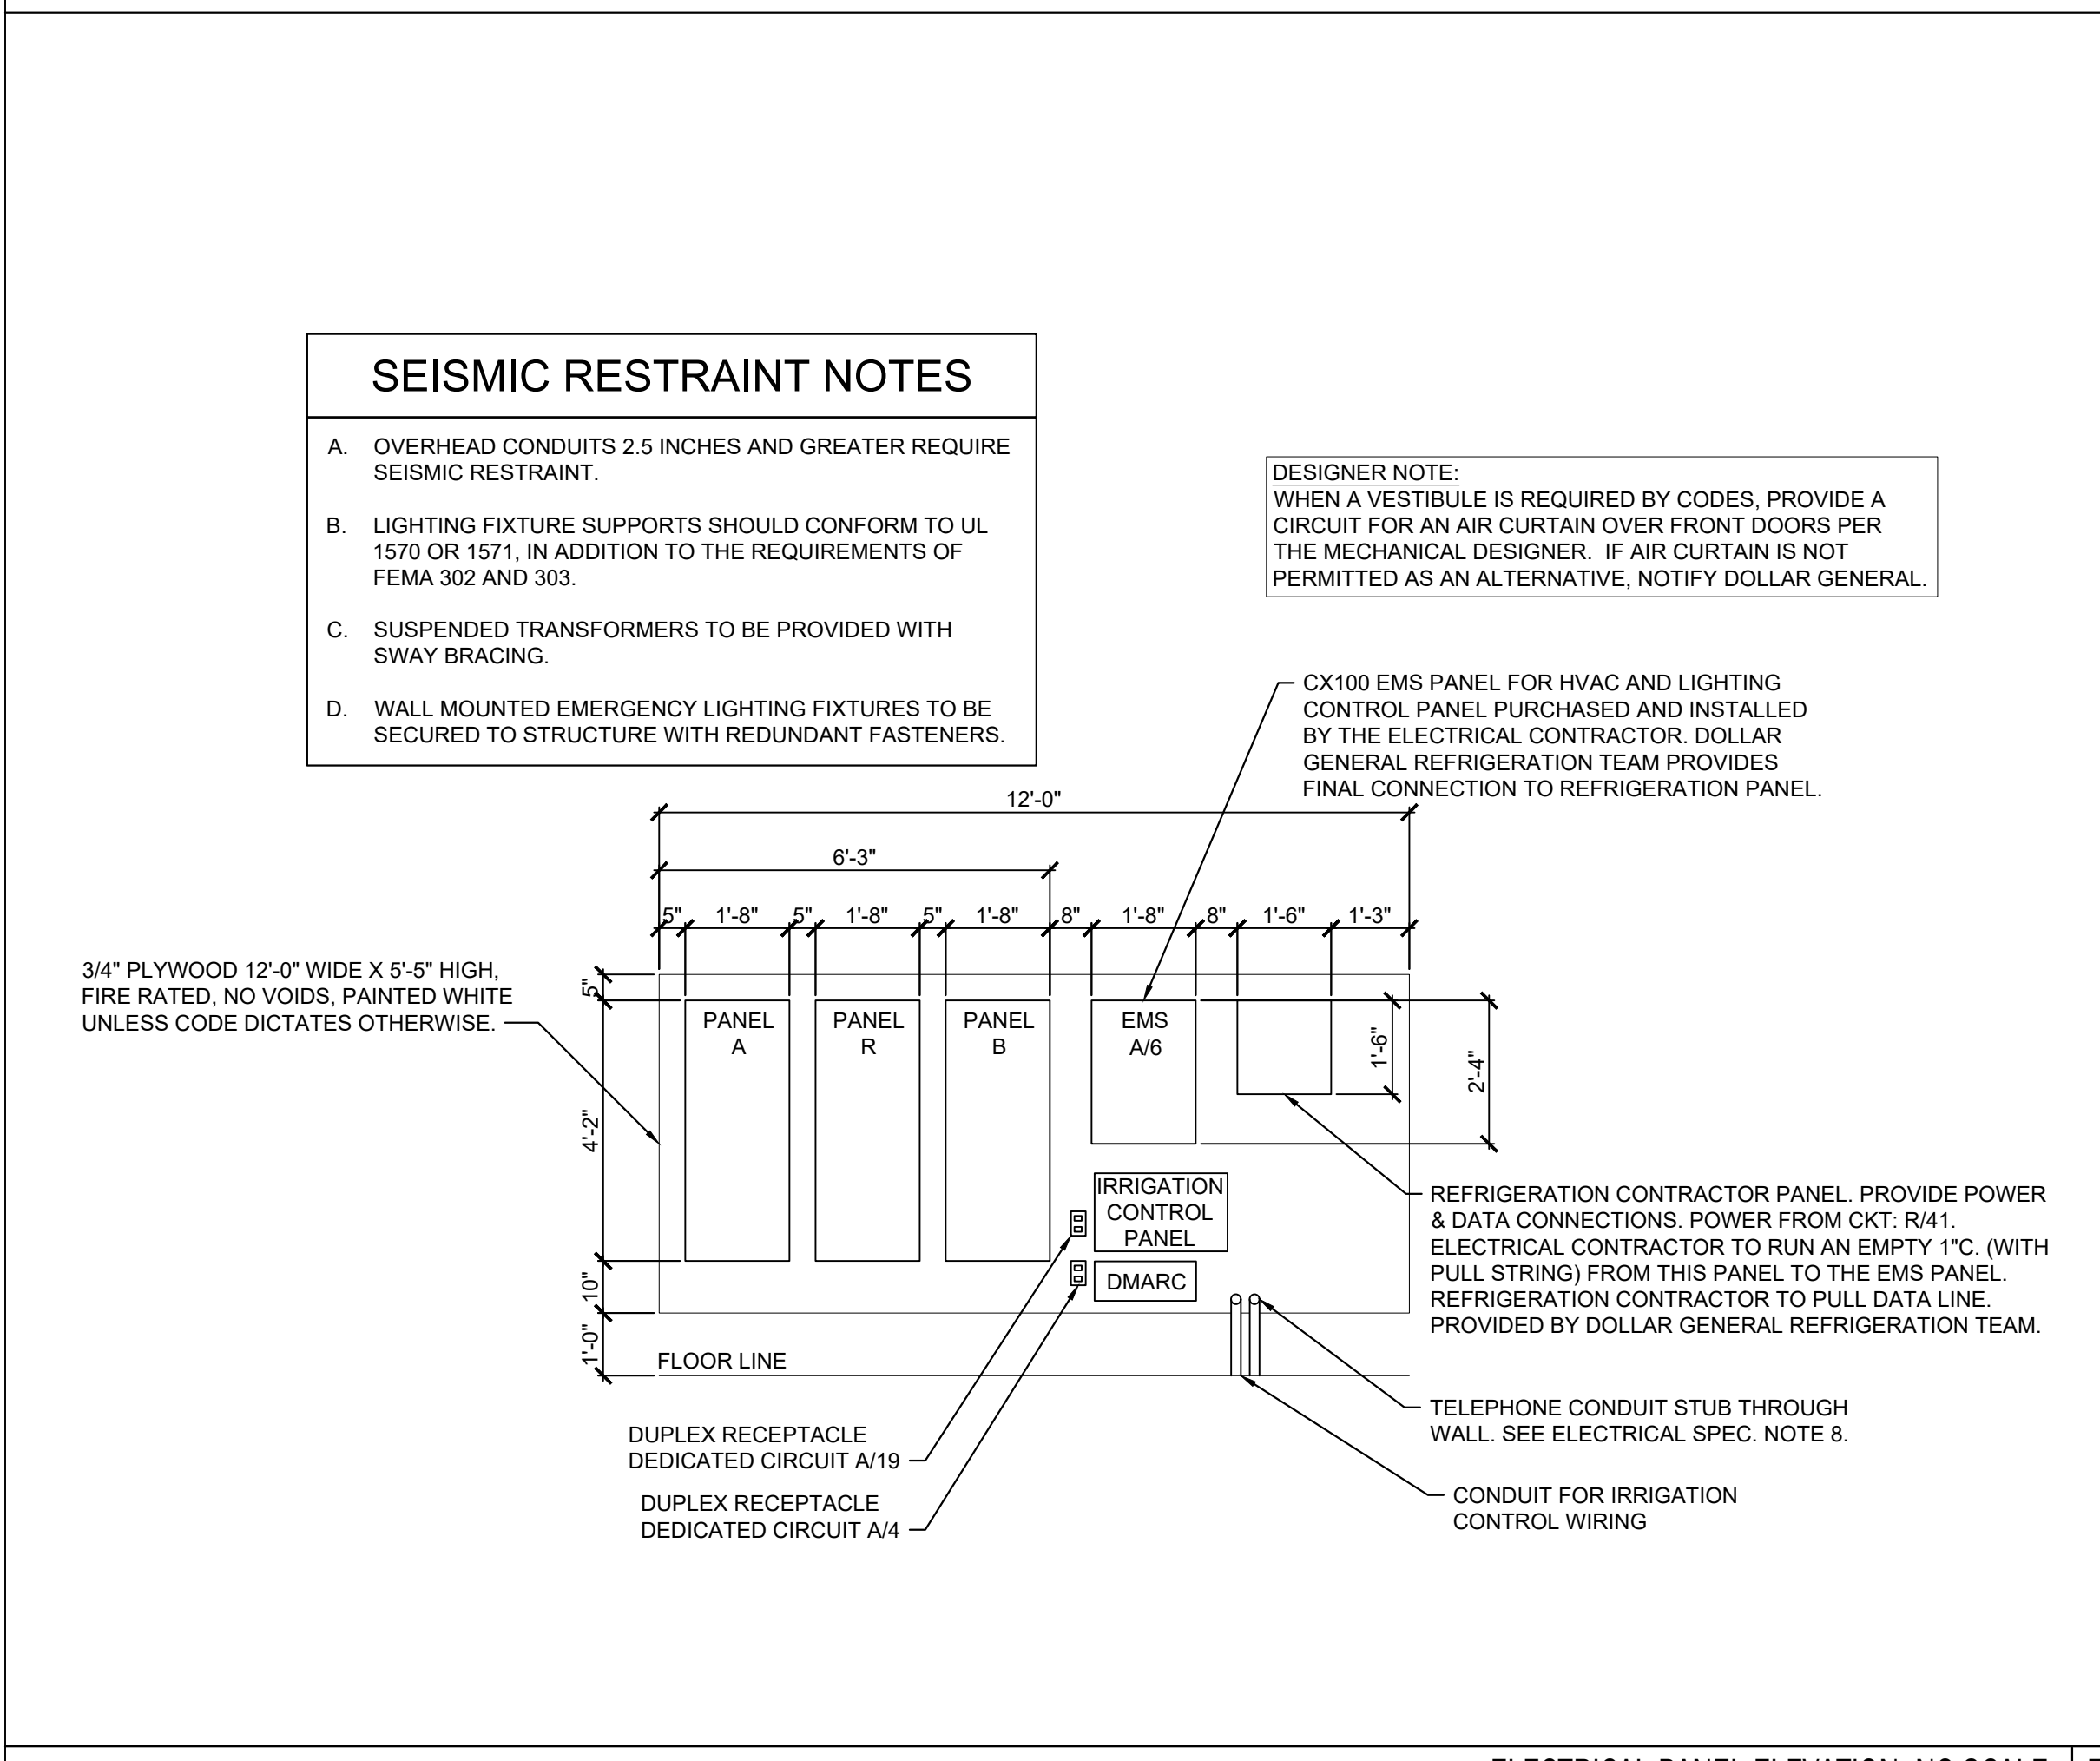 SEISMIC RESTRAINT NOTES
A. OVERHEAD CONDUITS 2.5 INCHES AND GREATER REQUIRE
SEISMIC RESTRAINT.
B. LIGHTING FIXTURE SUPPORTS SHOULD CONFORM TO UL
1570 OR 1571, IN ADDITION TO THE REQUIREMENTS OF
FEMA 302 AND 303.
C. SUSPENDED TRANSFORMERS TO BE PROVIDED WITH
SWAY BRACING.
D. WALL MOUNTED EMERGENCY LIGHTING FIXTURES TO BE
SECURED TO STRUCTURE WITH REDUNDANT FASTENERS.
DESIGNER NOTE:
WHEN A VESTIBULE IS REQUIRED BY CODES, PROVIDE A
CIRCUIT FOR AN AIR CURTAIN OVER FRONT DOORS PER
THE MECHANICAL DESIGNER. IF AIR CURTAIN IS NOT
PERMITTED AS AN ALTERNATIVE, NOTIFY DOLLAR GENERAL.
CX100 EMS PANEL FOR HVAC AND LIGHTING
CONTROL PANEL PURCHASED AND INSTALLED
BY THE ELECTRICAL CONTRACTOR. DOLLAR
GENERAL REFRIGERATION TEAM PROVIDES
FINAL CONNECTION TO REFRIGERATION PANEL.
12'-0"
6'-3"
5" 1'-8" 5" 1'-8" 5" 1'-8" 8" 1'-8" 8" 1'-6" 1'-3"
3/4" PLYWOOD 12'-0" WIDE X 5'-5" HIGH,
FIRE RATED, NO VOIDS, PAINTED WHITE
UNLESS CODE DICTATES OTHERWISE.
5"
4'-2"
10"
1'-0"
PANEL
A
PANEL
R
PANEL
B
EMS
A/6
1'-6"
2'-4"
IRRIGATION
CONTROL
PANEL
DMARC
FLOOR LINE
REFRIGERATION CONTRACTOR PANEL. PROVIDE POWER
& DATA CONNECTIONS. POWER FROM CKT: R/41.
ELECTRICAL CONTRACTOR TO RUN AN EMPTY 1"C. (WITH
PULL STRING) FROM THIS PANEL TO THE EMS PANEL.
REFRIGERATION CONTRACTOR TO PULL DATA LINE.
PROVIDED BY DOLLAR GENERAL REFRIGERATION TEAM.
TELEPHONE CONDUIT STUB THROUGH
WALL. SEE ELECTRICAL SPEC. NOTE 8.
CONDUIT FOR IRRIGATION
CONTROL WIRING
DUPLEX RECEPTACLE
DEDICATED CIRCUIT A/19
DUPLEX RECEPTACLE
DEDICATED CIRCUIT A/4